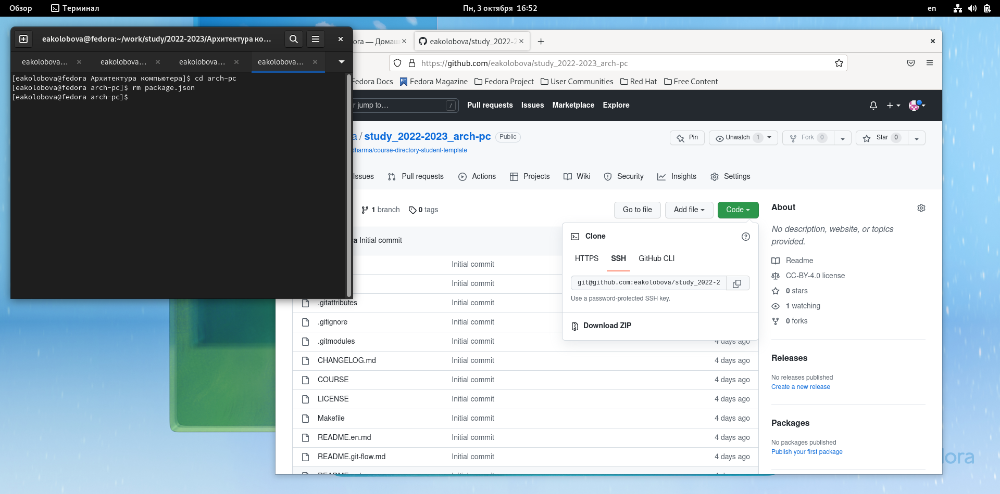 Обзор
Терминал
Пн, 3 октября 16:52
en
eakolobova@fedora:~/work/study/2022-2023/Архитектура ко...
eakolobova...
eakolobova...
eakolobova...
eakolobova...
[eakolobova@fedora Архитектура компьютера]$ cd arch-pc
[eakolobova@fedora arch-pc]$ rm package.json
[eakolobova@fedora arch-pc]$
ora — Домаш
eakolobova/study_2022-2
https://github.com/eakolobova/study_2022-2023_arch-pc
Fedora Docs
Fedora Magazine
Fedora Project
User Communities
Red Hat
Free Content
r jump to...
/
Pull requests
Issues
Marketplace
Explore
a / study_2022-2023_arch-pc
Public
dharma/course-directory-student-template
Pin
Unwatch 1
Fork 0
Star 0
Issues
Pull requests
Actions
Projects
Wiki
Security
Insights
Settings
1 branch
0 tags
Go to file
Add file
Code
a Initial commit
Clone
HTTPS
SSH
GitHub CLI
git@github.com:eakolobova/study_2022-2
Use a password-protected SSH key.
Download ZIP
Initial commit
Initial commit
.gitattributes Initial commit
.gitignore Initial commit
.gitmodules Initial commit 4 days ago
CHANGELOG.md Initial commit 4 days ago
COURSE Initial commit 4 days ago
LICENSE Initial commit 4 days ago
Makefile Initial commit 4 days ago
README.en.md Initial commit 4 days ago
README.git-flow.md Initial commit 4 days ago
About
No description, website, or topics
provided.
Readme
CC-BY-4.0 license
0 stars
1 watching
0 forks
Releases
No releases published
Create a new release
Packages
No packages published
Publish your first package
dora